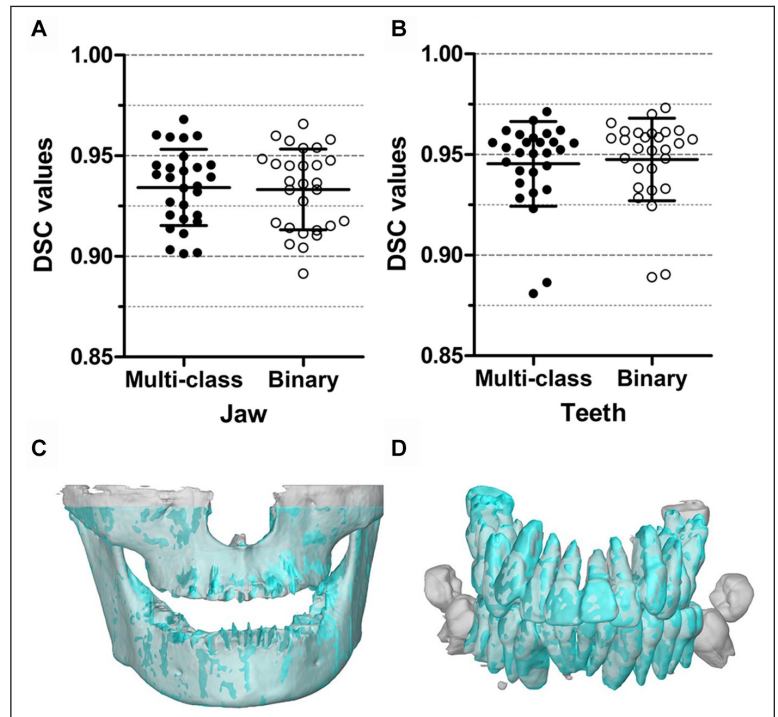 A
1.00
0.95
0.90
0.85
DSC values
Multi-class Binary
Jaw
B
1.00
0.95
0.90
0.85
DSC values
Multi-class Binary
Teeth
C
D